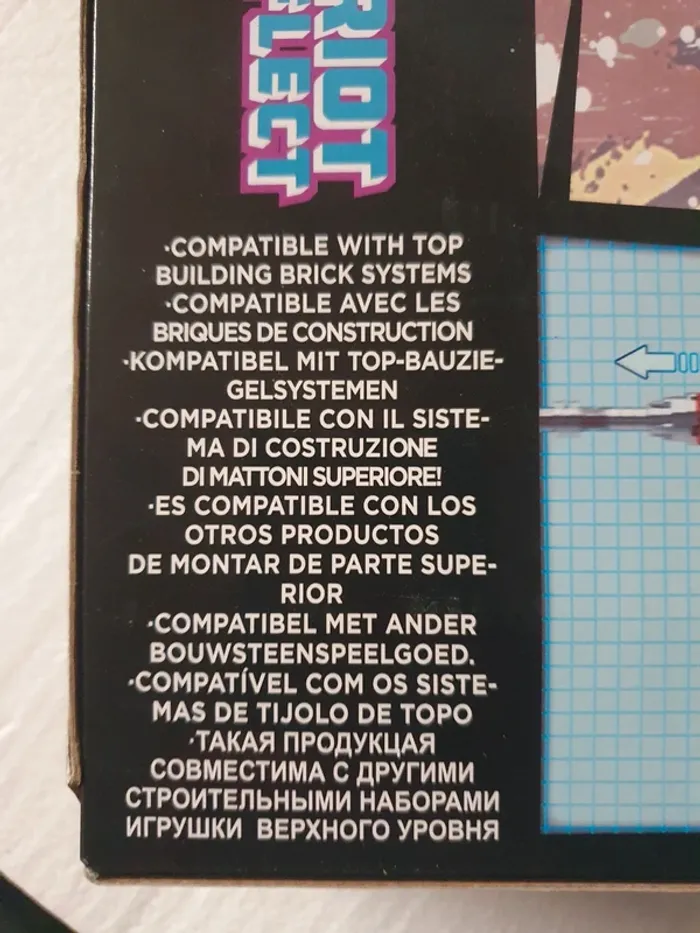 RIOT
LECT
·COMPATIBLE WITH TOP
BUILDING BRICK SYSTEMS
·COMPATIBLE AVEC LES
BRIQUES DE CONSTRUCTION
·KOMPATIBEL MIT TOP-BAUZIE-
GELSYSTEMEN
·COMPATIBILE CON IL SISTE-
MA DI COSTRUZIONE
DI MATTONI SUPERIORE!
·ES COMPATIBLE CON LOS
OTROS PRODUCTOS
DE MONTAR DE PARTE SUPE-
RIOR
·COMPATIBEL MET ANDER
BOUWSTEENSPEELGOED.
·COMPATÍVEL COM OS SISTE-
MAS DE TIJOLO DE TOPO
·ТАКАЯ ПРОДУКЦАЯ
СОВМЕСТИМА С ДРУГИМИ
СТРОИТЕЛЬНЫМИ НАБОРАМИ
ИГРУШКИ ВЕРХНОГО УРОВНЯ